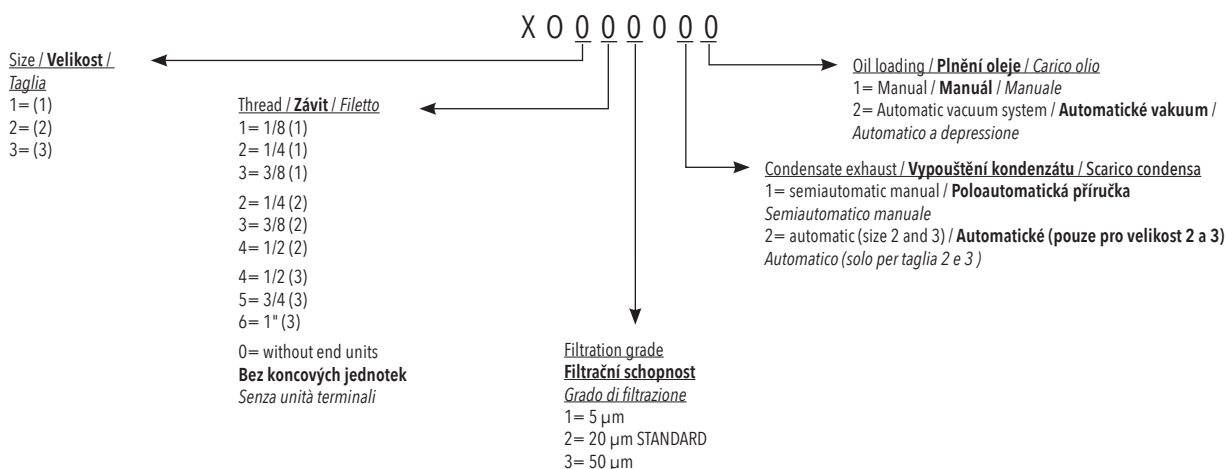 X O 0 0 0 0 0 0
Size / Velikost /
Taglia
1= (1)
2= (2)
3= (3)
Thread / Závit / Filetto
1= 1/8 (1)
2= 1/4 (1)
3= 3/8 (1)
2= 1/4 (2)
3= 3/8 (2)
4= 1/2 (2)
4= 1/2 (3)
5= 3/4 (3)
6= 1" (3)
0= without end units
Bez koncových jednotek
Senza unità terminali
Filtration grade
Filtrační schopnost
Grado di filtrazione
1= 5 µm
2= 20 µm STANDARD
3= 50 µm
Oil loading / Plnění oleje / Carico olio
1= Manual / Manuál / Manuale
2= Automatic vacuum system / Automatické vakuum /
Automatico a depressione
Condensate exhaust / Vypouštění kondenzátu / Scarico condensa
1= semiautomatic manual / Poloautomatická příručka
Semiautomatico manuale
2= automatic (size 2 and 3) / Automatické (pouze pro velikost 2 a 3)
Automatico (solo per taglia 2 e 3 )